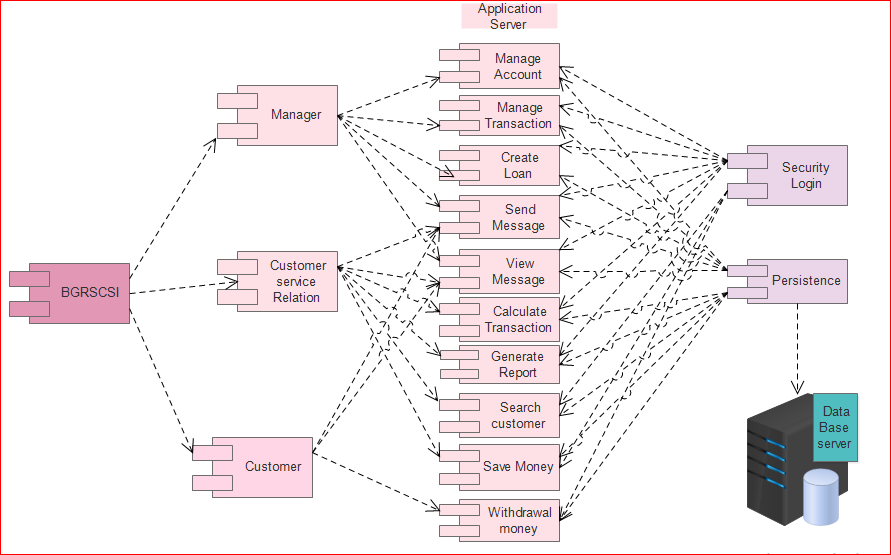 Application
Server
Manage
Account
Manage
Transaction
Create
Loan
Send
Message
View
Message
Calculate
Transaction
Generate
Report
Search
customer
Save Money
Withdrawal
money
Manager
Customer
service
Relation
Customer
BGRSCSI
Security
Login
Persistence
Data
Base
server